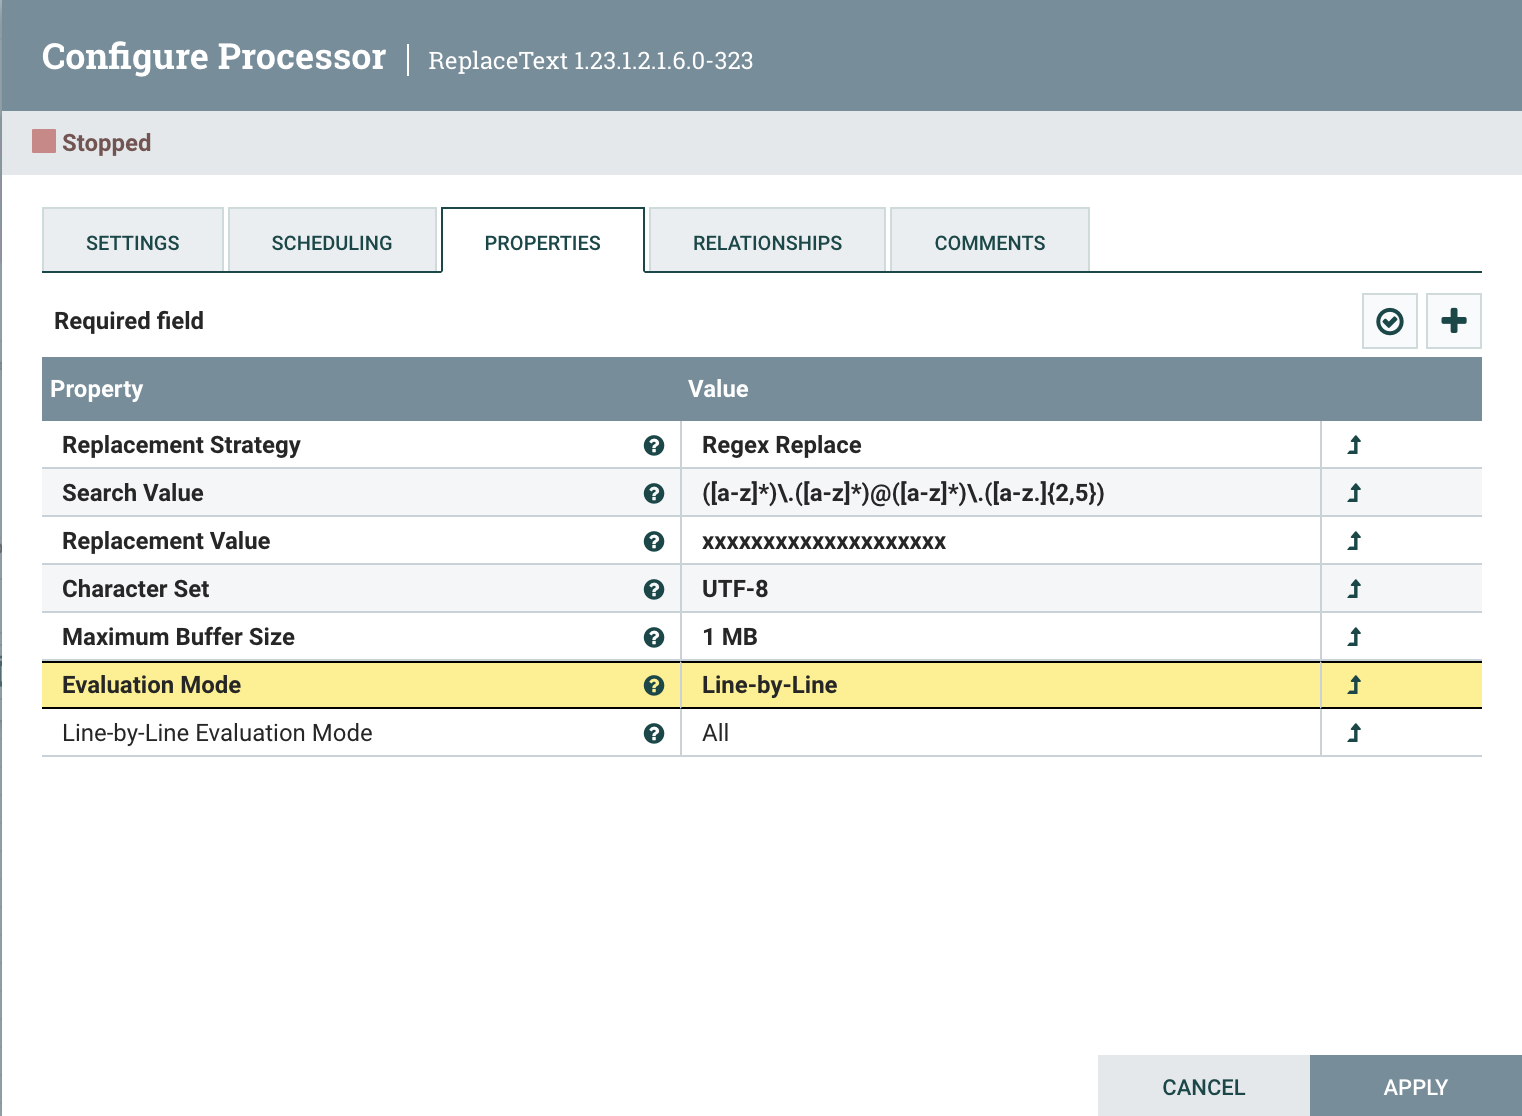 Configure Processor | ReplaceText 1.23.1.2.1.6.0-323
Stopped
SETTINGS SCHEDULING PROPERTIES RELATIONSHIPS COMMENTS
Required field
Property Value
Replacement Strategy Regex Replace
Search Value ([a-z]*)\.([a-z]*)@([a-z]*)\.([a-z.]{2,5})
Replacement Value xxxxxxxxxxxxxxxxxxxx
Character Set UTF-8
Maximum Buffer Size 1 MB
Evaluation Mode Line-by-Line
Line-by-Line Evaluation Mode All
CANCEL APPLY